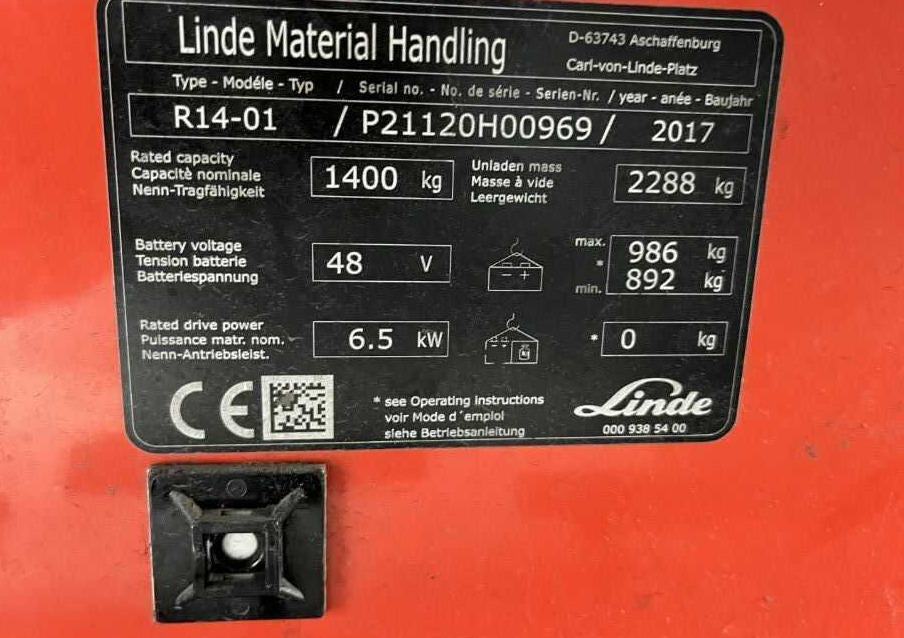 Linde Material Handling
D-63743 Aschaffenburg
Carl-von-Linde-Platz
Type - Modéle - Typ / Serial no. - No. de série - Serien-Nr. / year - anée - Baujahr
R14-01 / P21120H00969 / 2017
Rated capacity
Capacitè nominale
Nenn-Tragfähigkeit
1400 kg
Unladen mass
Masse à vide
Leergewicht
2288 kg
Battery voltage
Tension batterie
Batteriespannung
48 V
- +
max. 986 kg
*
min. 892 kg
Rated drive power
Puissance matr. nom.
Nenn-Antriebsleist.
6.5 kW
* 0 kg
CE
* see Operating instructions
voir Mode d´emploi
siehe Betriebsanleitung
Linde
000 938 54 00